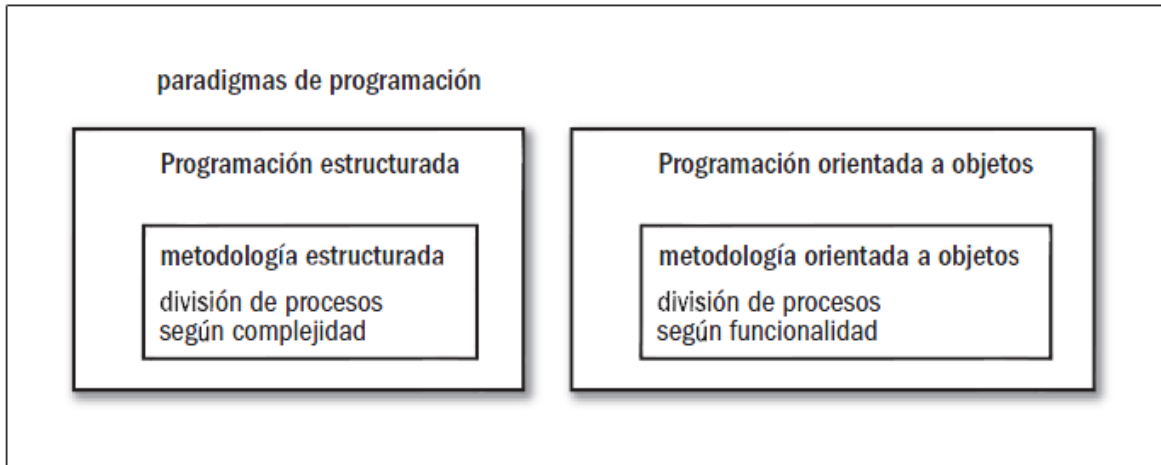 paradigmas de programación
Programación estructurada
metodología estructurada
división de procesos
según complejidad
Programación orientada a objetos
metodología orientada a objetos
división de procesos
según funcionalidad